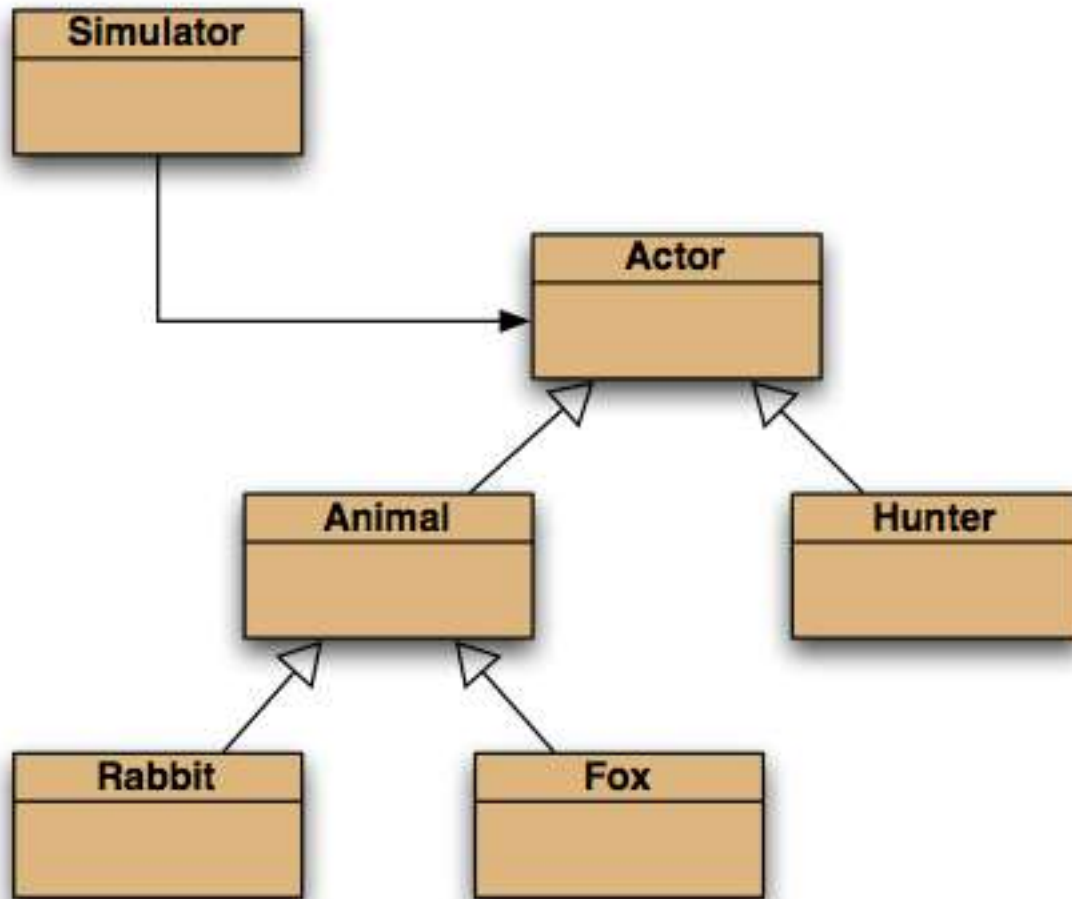 Simulator
Actor
Animal
Hunter
Rabbit
Fox